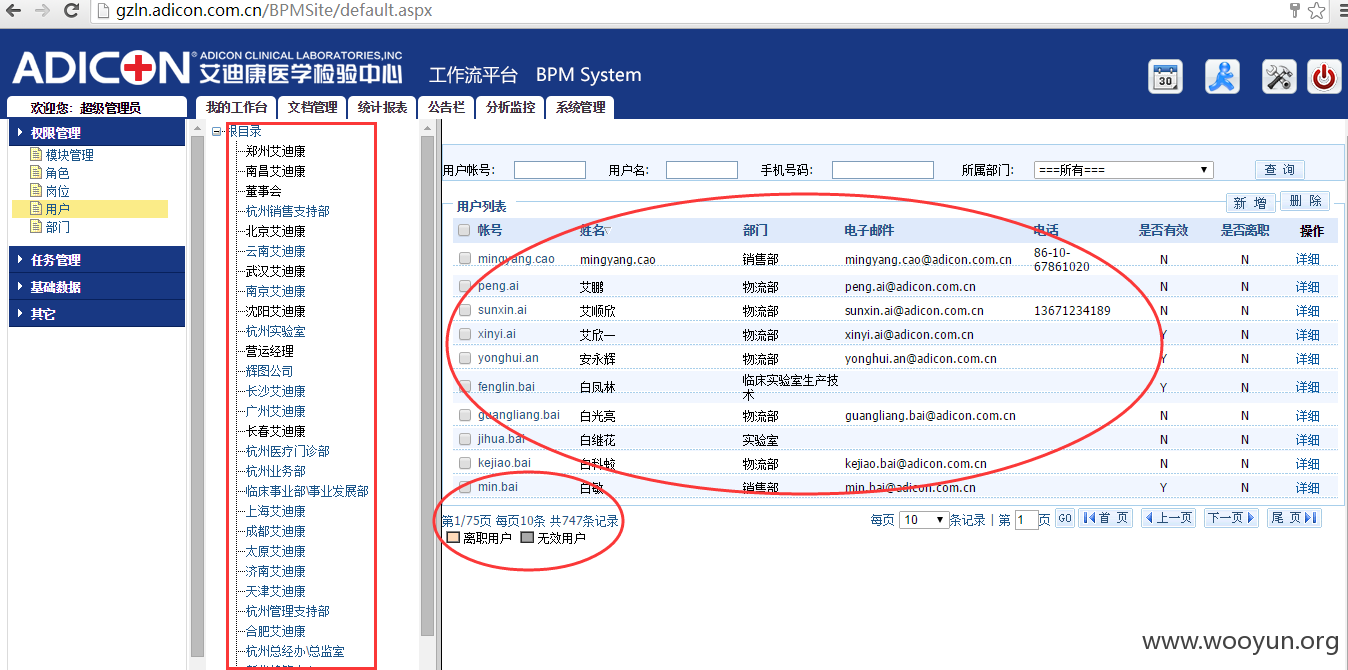 gzln.adicon.com.cn/BPMSite/default.aspx
ADICON® ADICON CLINICAL LABORATORIES,INC
艾迪康医学检验中心
工作流平台 BPM System
30
欢迎您: 超级管理员
我的工作台 文档管理 统计报表 公告栏 分析监控 系统管理
权限管理
模块管理
角色
岗位
用户
部门
任务管理
基础数据
其它
根目录
郑州艾迪康
南昌艾迪康
董事会
杭州销售支持部
北京艾迪康
云南艾迪康
武汉艾迪康
南京艾迪康
沈阳艾迪康
杭州实验室
营运经理
辉图公司
长沙艾迪康
广州艾迪康
长春艾迪康
杭州医疗门诊部
杭州业务部
临床事业部\事业发展部
上海艾迪康
成都艾迪康
太原艾迪康
济南艾迪康
天津艾迪康
杭州管理支持部
合肥艾迪康
杭州总经办\总监室
用户帐号: 用户名: 手机号码: 所属部门: ===所有=== 查 询
用户列表 新 增 删 除
帐号 姓名 部门 电子邮件 电话 是否有效 是否离职 操作
mingyang.cao mingyang.cao 销售部 mingyang.cao@adicon.com.cn 86-10-67861020 N N 详细
peng.ai 艾鹏 物流部 peng.ai@adicon.com.cn N N 详细
sunxin.ai 艾顺欣 物流部 sunxin.ai@adicon.com.cn 13671234189 N N 详细
xinyi.ai 艾欣一 物流部 xinyi.ai@adicon.com.cn Y N 详细
yonghui.an 安永辉 物流部 yonghui.an@adicon.com.cn Y N 详细
fenglin.bai 白凤林 临床实验室生产技术 Y N 详细
guangliang.bai 白光亮 物流部 guangliang.bai@adicon.com.cn N N 详细
jihua.bai 白继花 实验室 N N 详细
kejiao.bai 白科蛟 物流部 kejiao.bai@adicon.com.cn N N 详细
min.bai 白敏 销售部 min.bai@adicon.com.cn Y N 详细
第1/75页 每页10条 共747条记录
每页 10 条记录 | 第 1 页 GO 首 页 上一页 下一页 尾 页
离职用户 无效用户
www.wooyun.org